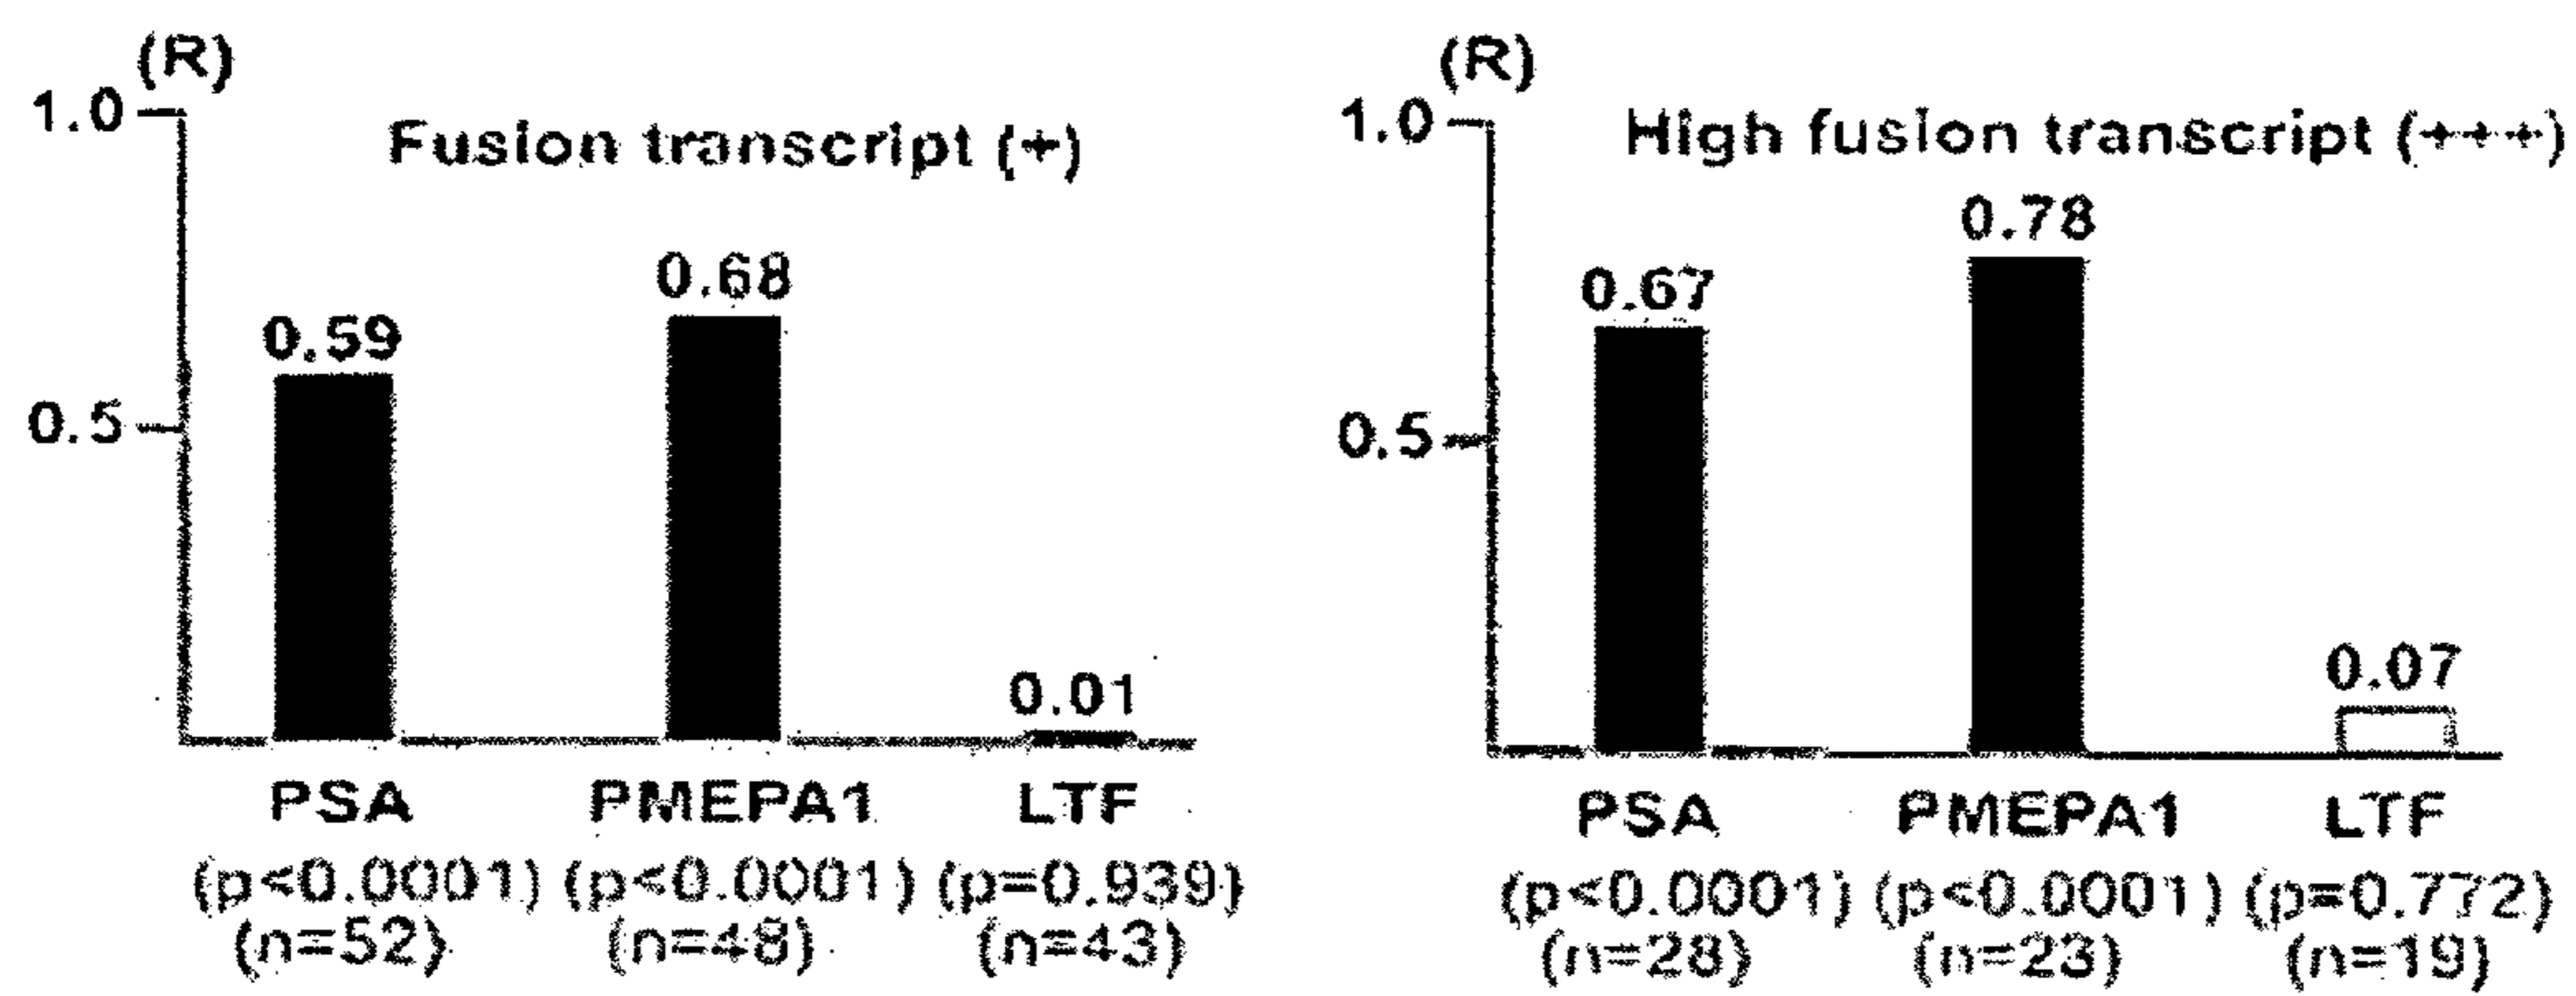 (R)
1.0
Fusion transcript (+)
0.68
0.59
0.5
0.01
PSA PMEPA1 LTF
(p<0.0001) (p<0.0001) (p=0.939)
(n=52) (n=48) (n=43)
(R)
1.0
High fusion transcript (+++)
0.78
0.67
0.5
0.07
PSA PMEPA1 LTF
(p<0.0001) (p<0.0001) (p=0.772)
(n=28) (n=23) (n=19)